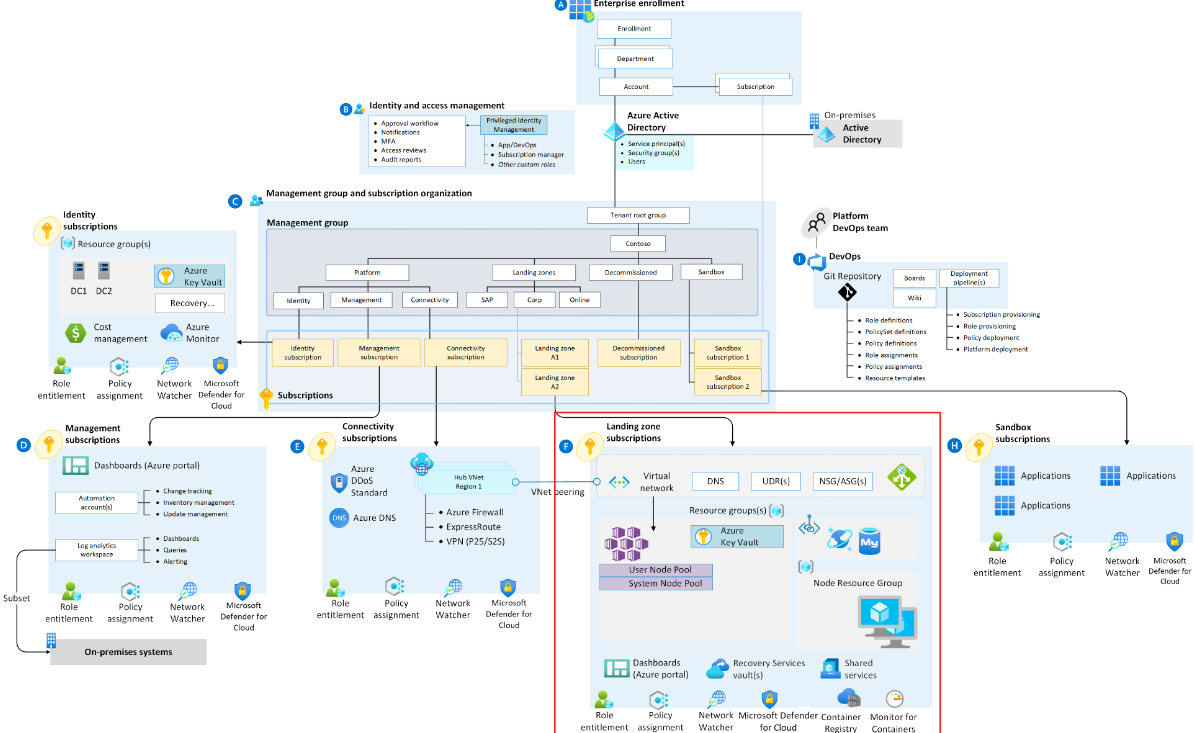 A
Enterprise enrollment
Enrollment
Department
Account
Subscription
B
Identity and access management
• Approval workflow
• Notifications
• MFA
• Access reviews
• Audit reports
Privileged Identity
Management
• App/DevOps
• Subscription manager
• Other custom roles
Azure Active
Directory
• Service principal(s)
• Security group(s)
• Users
On-premises
Active
Directory
C
Management group and subscription organization
Management group
Tenant root group
Contoso
Platform
Landing zones
Decommissioned
Sandbox
Identity
Management
Connectivity
SAP
Corp
Online
Identity
subscription
Management
subscription
Connectivity
subscription
Landing zone
A1
Landing zone
A2
Decommissioned
subscription
Sandbox
subscription 1
Sandbox
subscription 2
Subscriptions
Identity
subscriptions
Resource group(s)
DC1
DC2
Azure
Key Vault
Recovery...
Cost
management
Azure
Monitor
Role
entitlement
Policy
assignment
Network
Watcher
Microsoft
Defender for
Cloud
Platform
DevOps team
I
DevOps
Git Repository
Boards
Wiki
Deployment
pipeline(s)
• Role definitions
• PolicySet definitions
• Policy definitions
• Role assignments
• Policy assignments
• Resource templates
• Subscription provisioning
• Role provisioning
• Policy deployment
• Platform deployment
D
Management
subscriptions
Dashboards (Azure portal)
Automation
account(s)
• Change tracking
• Inventory management
• Update management
Log analytics
workspace
• Dashboards
• Queries
• Alerting
Subset
Role
entitlement
Policy
assignment
Network
Watcher
Microsoft
Defender for
Cloud
On-premises systems
E
Connectivity
subscriptions
Azure
DDoS
Standard
DNS
Azure DNS
Hub VNet
Region 1
• Azure Firewall
• ExpressRoute
• VPN (P2S/S2S)
VNet peering
Role
entitlement
Policy
assignment
Network
Watcher
Microsoft
Defender for
Cloud
F
Landing zone
subscriptions
Virtual
network
DNS
UDR(s)
NSG/ASG(s)
Resource groups(s)
Azure
Key Vault
User Node Pool
System Node Pool
My
Node Resource Group
Dashboards
(Azure portal)
Recovery Services
vault(s)
Shared
services
Role
entitlement
Policy
assignment
Network
Watcher
Microsoft Defender
for Cloud
Container
Registry
Monitor for
Containers
H
Sandbox
subscriptions
Applications
Applications
Applications
Role
entitlement
Policy
assignment
Network
Watcher
Microsoft
Defender for
Cloud